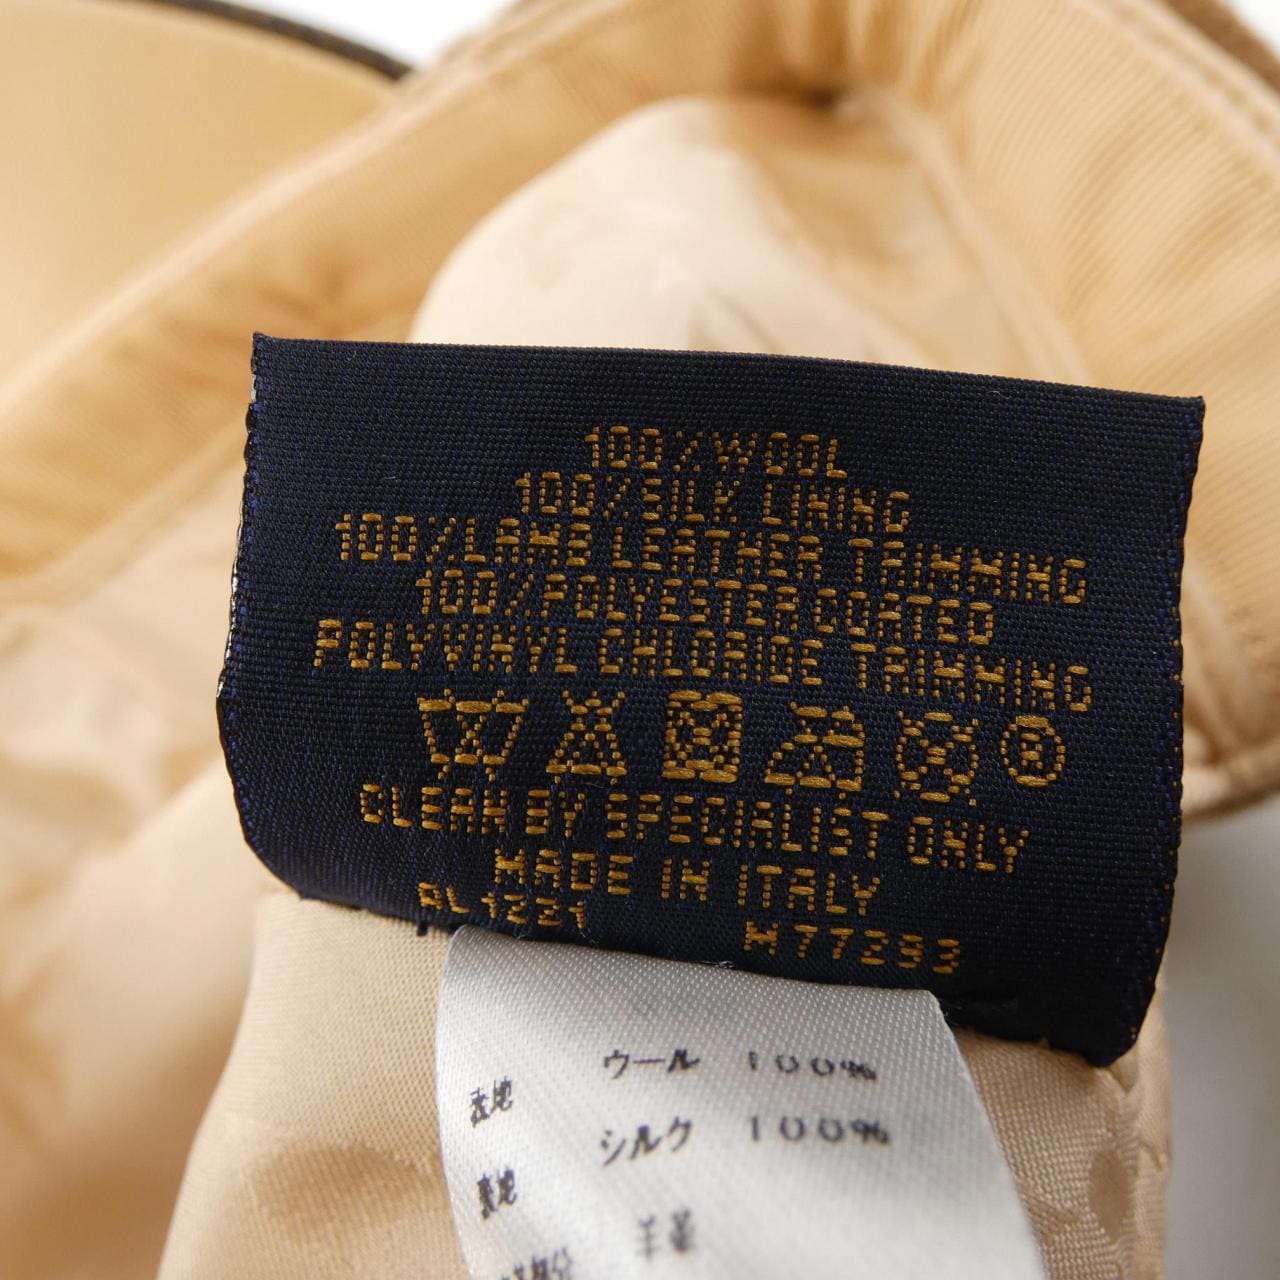 100%WOOL
100%SILK LINING
100%LAMB LEATHER TRIMMING
100%POLYESTER COATED
POLYVINYL CHLORIDE TRIMMING
CLEAN BY SPECIALIST ONLY
MADE IN ITALY
AL1221
M77293
表地 ウール 100%
裏地 シルク 100%
羊革